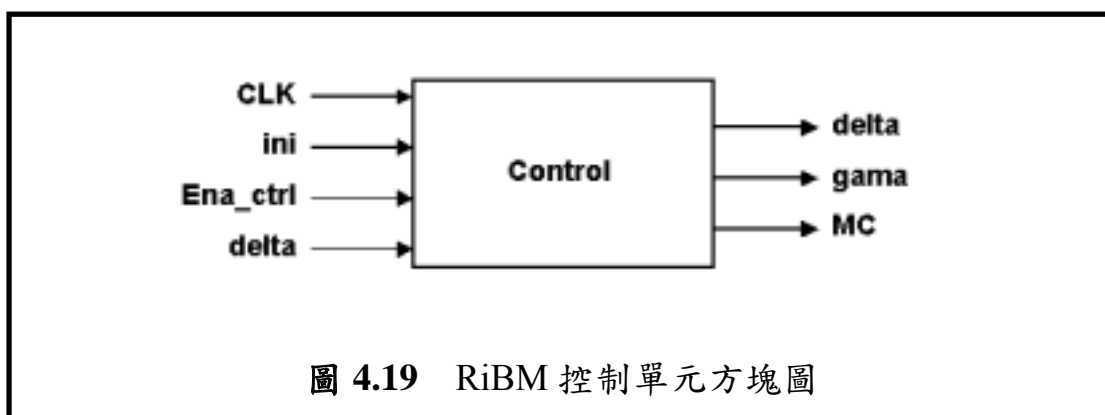 CLK
ini
Ena_ctrl
delta
Control
delta
gama
MC
圖 4.19 RiBM 控制單元方塊圖